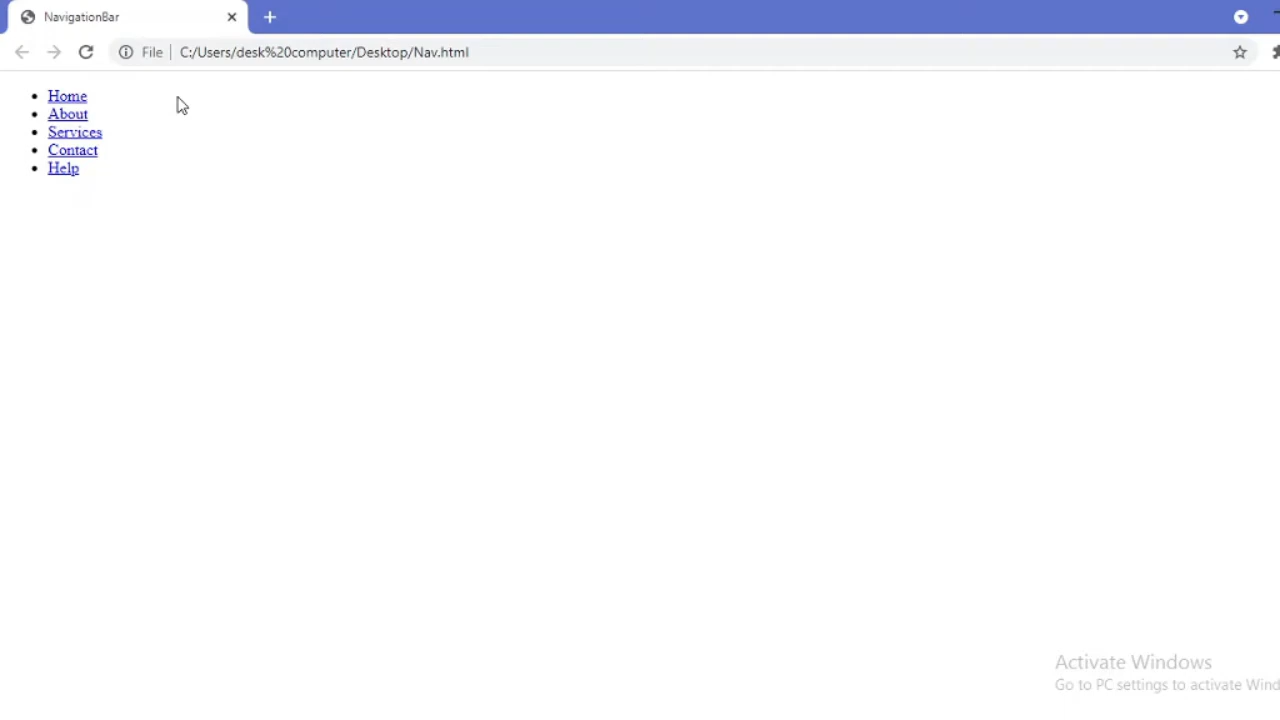 NavigationBar
File C:/Users/desk%20computer/Desktop/Nav.html
Home
About
Services
Contact
Help
Activate Windows
Go to PC settings to activate Wind